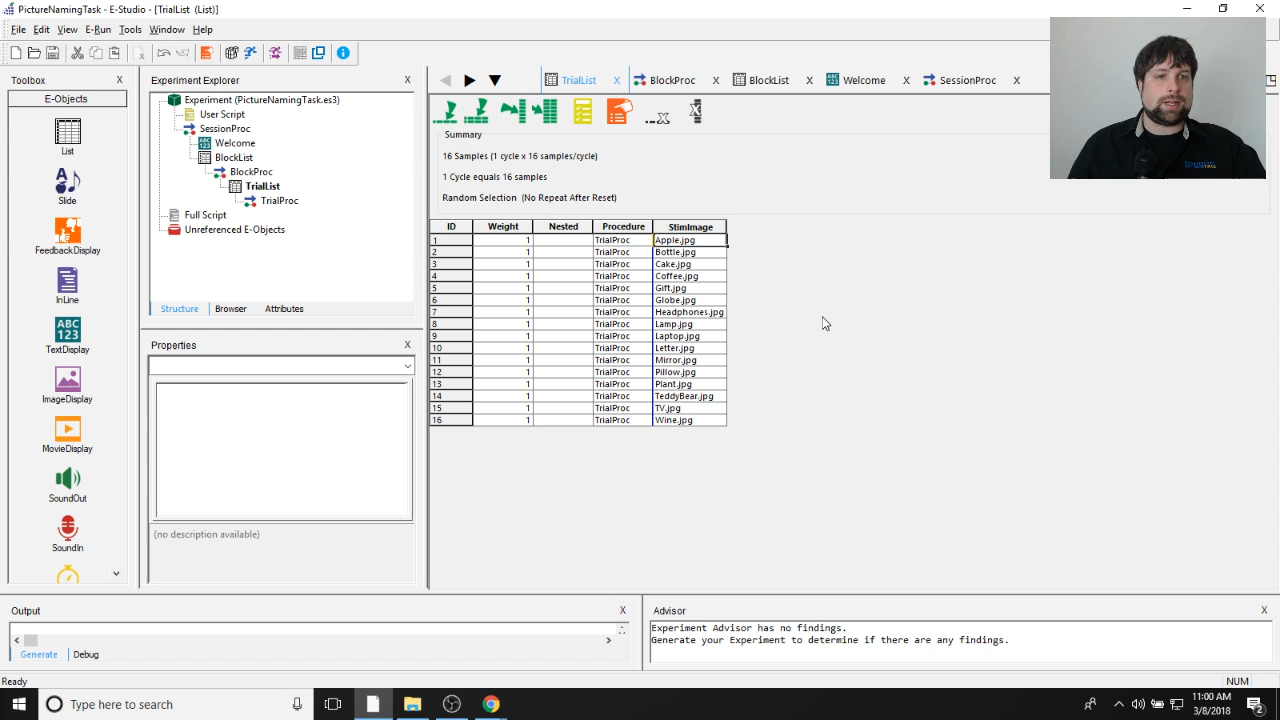 PictureNamingTask - E-Studio - [TrialList (List)]
File Edit View E-Run Tools Window Help
Toolbox X
E-Objects
List
Slide
FeedbackDisplay
InLine
TextDisplay
ImageDisplay
MovieDisplay
SoundOut
SoundIn
Experiment Explorer X
Experiment (PictureNamingTask.es3)
User Script
SessionProc
Welcome
BlockList
BlockProc
TrialList
TrialProc
Full Script
Unreferenced E-Objects
Structure Browser Attributes
Properties X
(no description available)
TrialList X BlockProc X BlockList X Welcome X SessionProc X
Summary
16 Samples (1 cycle x 16 samples/cycle)
1 Cycle equals 16 samples
Random Selection (No Repeat After Reset)
ID Weight Nested Procedure StimImage
1 1 TrialProc Apple.jpg
2 1 TrialProc Bottle.jpg
3 1 TrialProc Cake.jpg
4 1 TrialProc Coffee.jpg
5 1 TrialProc Gift.jpg
6 1 TrialProc Globe.jpg
7 1 TrialProc Headphones.jpg
8 1 TrialProc Lamp.jpg
9 1 TrialProc Laptop.jpg
10 1 TrialProc Letter.jpg
11 1 TrialProc Mirror.jpg
12 1 TrialProc Pillow.jpg
13 1 TrialProc Plant.jpg
14 1 TrialProc TeddyBear.jpg
15 1 TrialProc TV.jpg
16 1 TrialProc Wine.jpg
Output X
Generate Debug
Advisor X
Experiment Advisor has no findings.
Generate your Experiment to determine if there are any findings.
Ready NUM
Type here to search
11:00 AM
3/8/2018
2